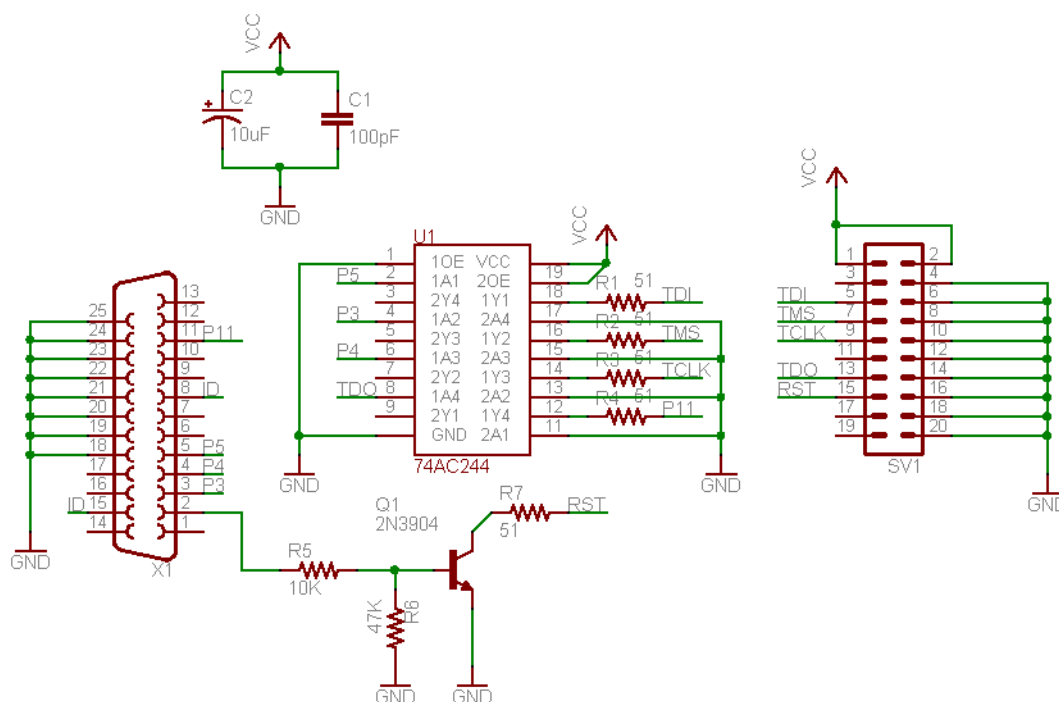 VCC
C2
10uF
C1
100pF
GND
U1
74AC244
1 1OE VCC
2 1A1 2OE 19
3 2Y4 1Y1 18
4 1A2 2A4 17
5 2Y3 1Y2 16
6 1A3 2A3 15
7 2Y2 1Y3 14
8 1A4 2A2 13
9 2Y1 1Y4 12
GND 2A1 11
P5
P3
P4
TDO
VCC
R1 51 TDI
R2 51 TMS
R3 51 TCLK
R4 51 P11
GND
GND
VCC
1 2
3 4
5 6
7 8
9 10
11 12
13 14
15 16
17 18
19 20
TDI
TMS
TCLK
TDO
RST
SV1
GND
13
25 12
24 11 P11
23 10
22 9
21 8 ID
20 7
19 6
18 5 P5
17 4 P4
16 3 P3
ID 15 2
14 1
X1
GND
Q1
2N3904
R7
51
RST
R5
10K
47K
R6
GND
GND